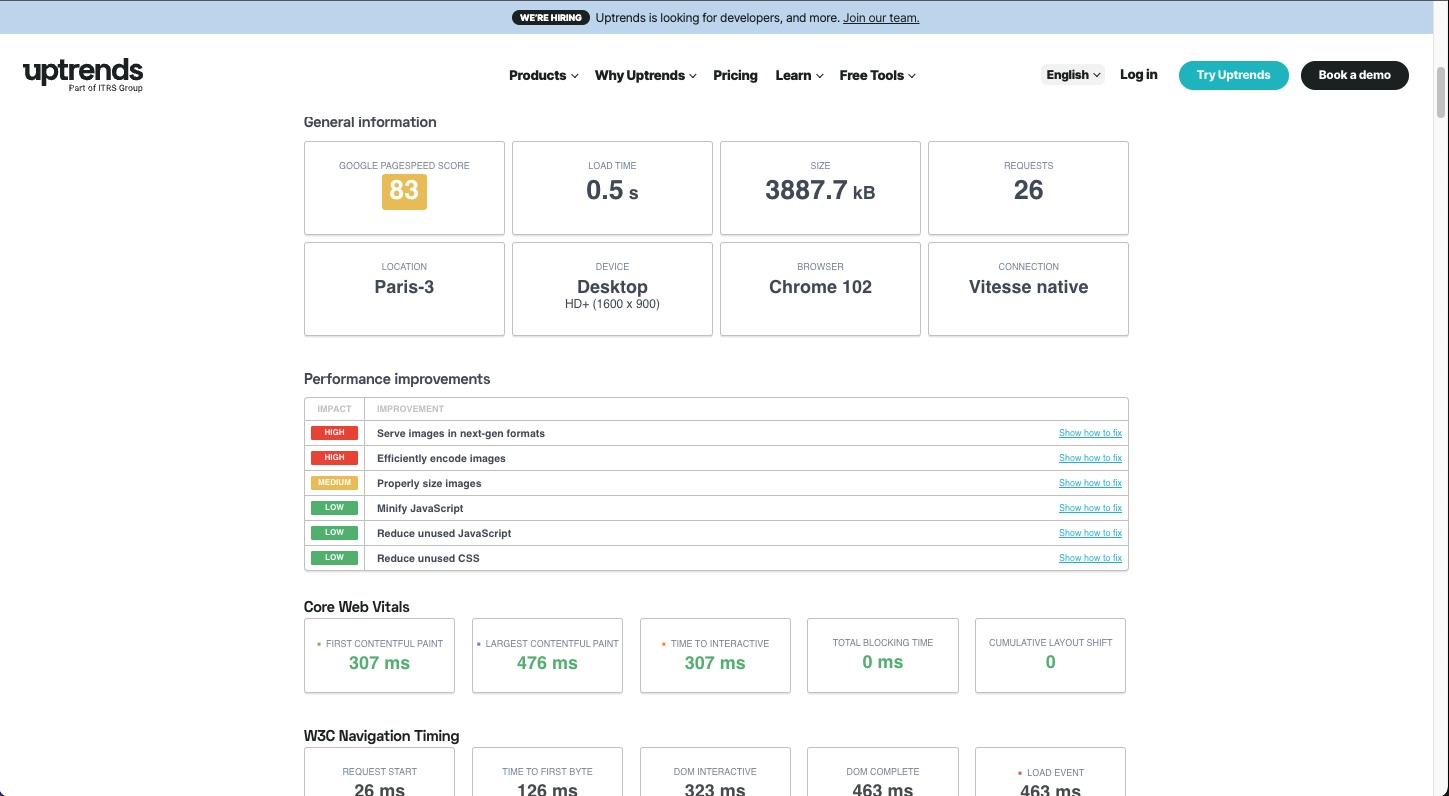 WE'RE HIRING Uptrends is looking for developers, and more. Join our team.
uptrends
Part of ITRS Group
Products Why Uptrends Pricing Learn Free Tools English Log in Try Uptrends Book a demo
General information
GOOGLE PAGESPEED SCORE
83
LOAD TIME
0.5 s
SIZE
3887.7 kB
REQUESTS
26
LOCATION
Paris-3
DEVICE
Desktop
HD+ (1600 x 900)
BROWSER
Chrome 102
CONNECTION
Vitesse native
Performance improvements
IMPACT IMPROVEMENT
HIGH Serve images in next-gen formats Show how to fix
HIGH Efficiently encode images Show how to fix
MEDIUM Properly size images Show how to fix
LOW Minify JavaScript Show how to fix
LOW Reduce unused JavaScript Show how to fix
LOW Reduce unused CSS Show how to fix
Core Web Vitals
FIRST CONTENTFUL PAINT
307 ms
LARGEST CONTENTFUL PAINT
476 ms
TIME TO INTERACTIVE
307 ms
TOTAL BLOCKING TIME
0 ms
CUMULATIVE LAYOUT SHIFT
0
W3C Navigation Timing
REQUEST START
26 ms
TIME TO FIRST BYTE
126 ms
DOM INTERACTIVE
323 ms
DOM COMPLETE
463 ms
LOAD EVENT
463 ms